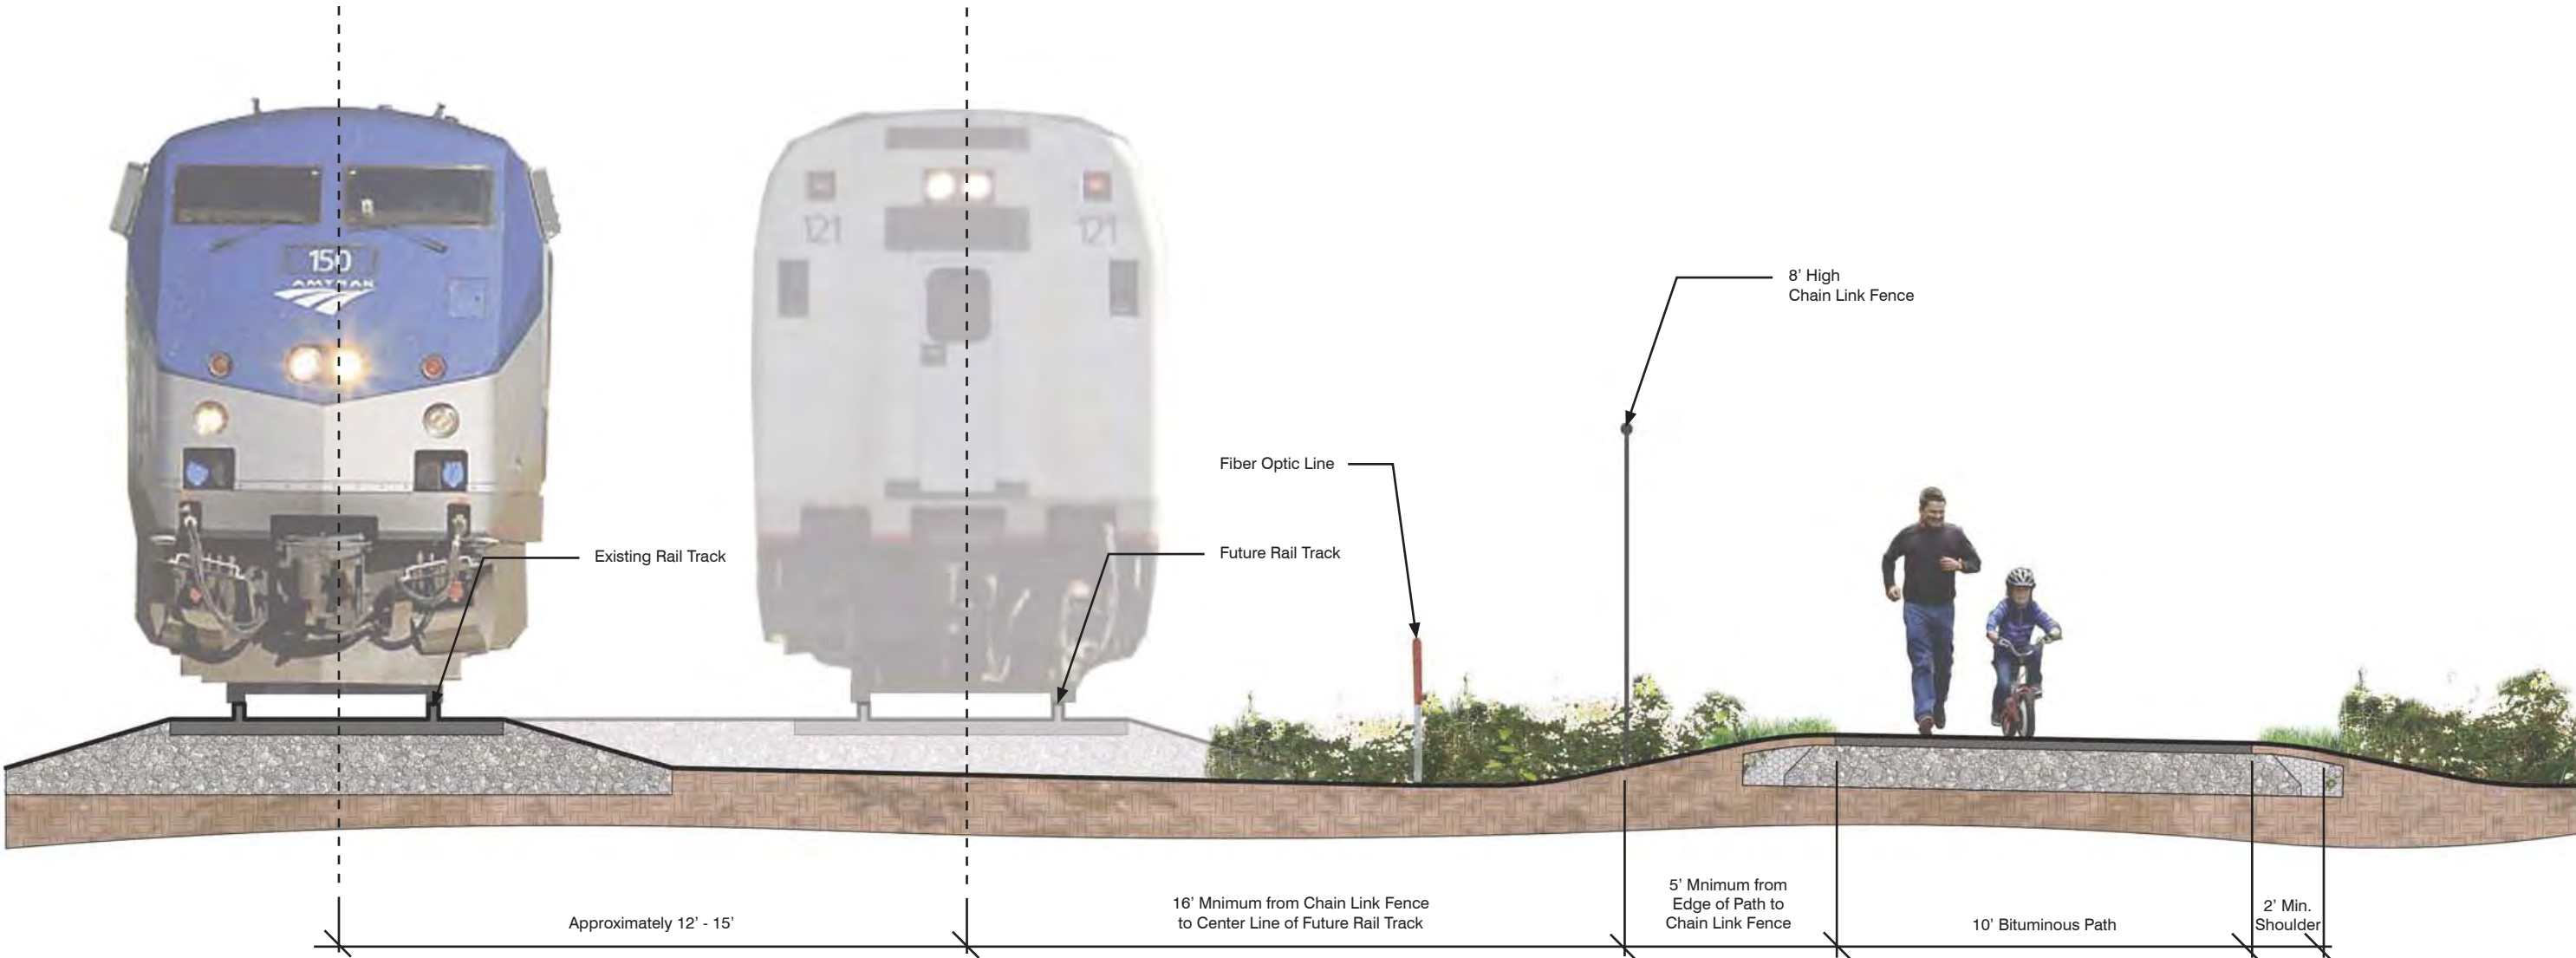 150
AMTRAK
121
121
8’ High
Chain Link Fence
Fiber Optic Line
Existing Rail Track
Future Rail Track
Approximately 12’ - 15’
16’ Mnimum from Chain Link Fence
to Center Line of Future Rail Track
5’ Mnimum from
Edge of Path to
Chain Link Fence
10’ Bituminous Path
2’ Min.
Shoulder